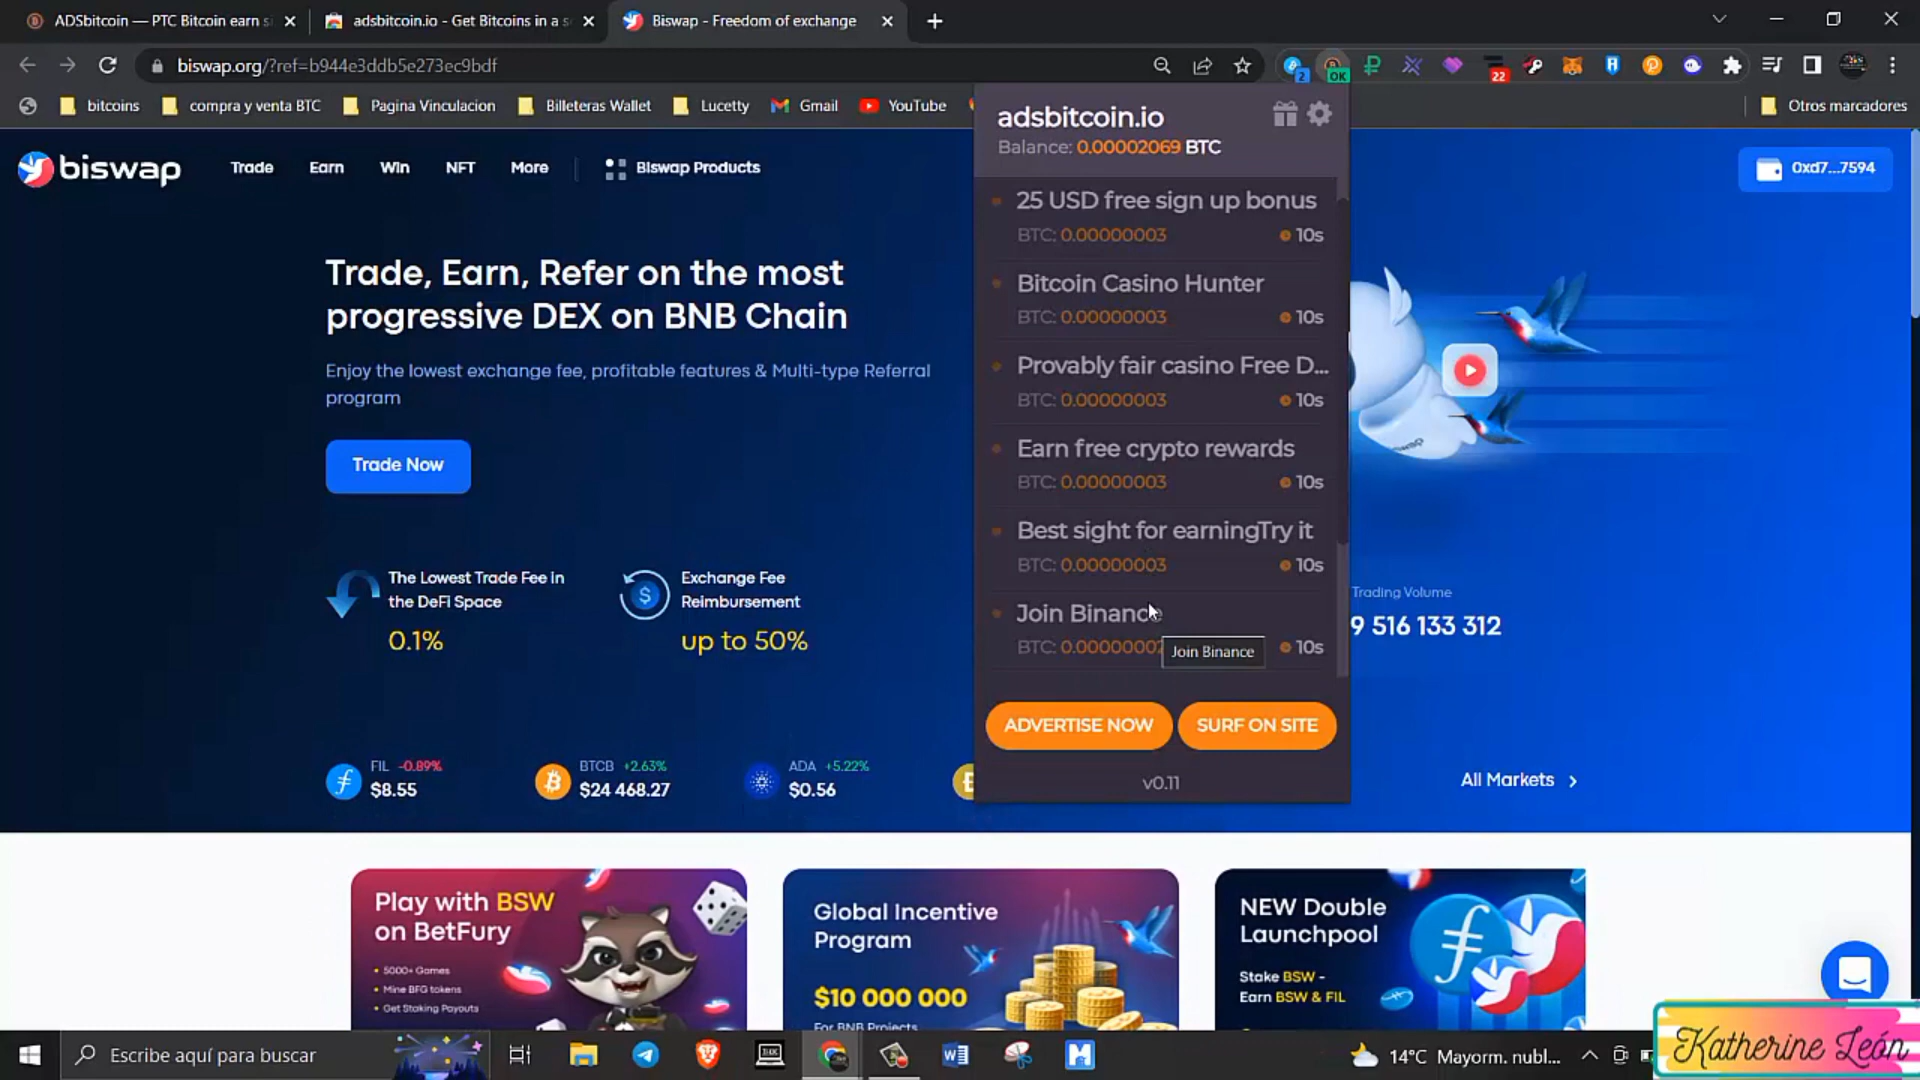 ADSbitcoin — PTC Bitcoin earn s
adsbitcoin.io - Get Bitcoins in a s
Biswap - Freedom of exchange
biswap.org/?ref=b944e3ddb5e273ec9bdf
2
OK
22
bitcoins
compra y venta BTC
Pagina Vinculacion
Billeteras Wallet
Lucetty
Gmail
YouTube
Otros marcadores
biswap
Trade
Earn
Win
NFT
More
Biswap Products
0xd7...7594
Trade, Earn, Refer on the most
progressive DEX on BNB Chain
Enjoy the lowest exchange fee, profitable features & Multi-type Referral
program
Trade Now
The Lowest Trade Fee in
the DeFi Space
0.1%
Exchange Fee
Reimbursement
up to 50%
Trading Volume
9 516 133 312
FIL -0.89%
$8.55
BTCB +2.63%
$24 468.27
ADA +5.22%
$0.56
All Markets
adsbitcoin.io
Balance: 0.00002069 BTC
25 USD free sign up bonus
BTC: 0.00000003 10s
Bitcoin Casino Hunter
BTC: 0.00000003 10s
Provably fair casino Free D...
BTC: 0.00000003 10s
Earn free crypto rewards
BTC: 0.00000003 10s
Best sight for earningTry it
BTC: 0.00000003 10s
Join Binance
BTC: 0.00000002 10s
Join Binance
ADVERTISE NOW
SURF ON SITE
v0.11
Play with BSW
on BetFury
5000+ Games
Mine BFG tokens
Get Staking Payouts
Global Incentive
Program
$10 000 000
For BNB Projects
NEW Double
Launchpool
Stake BSW -
Earn BSW & FIL
Escribe aquí para buscar
14°C Mayorm. nubl...
Katherine León